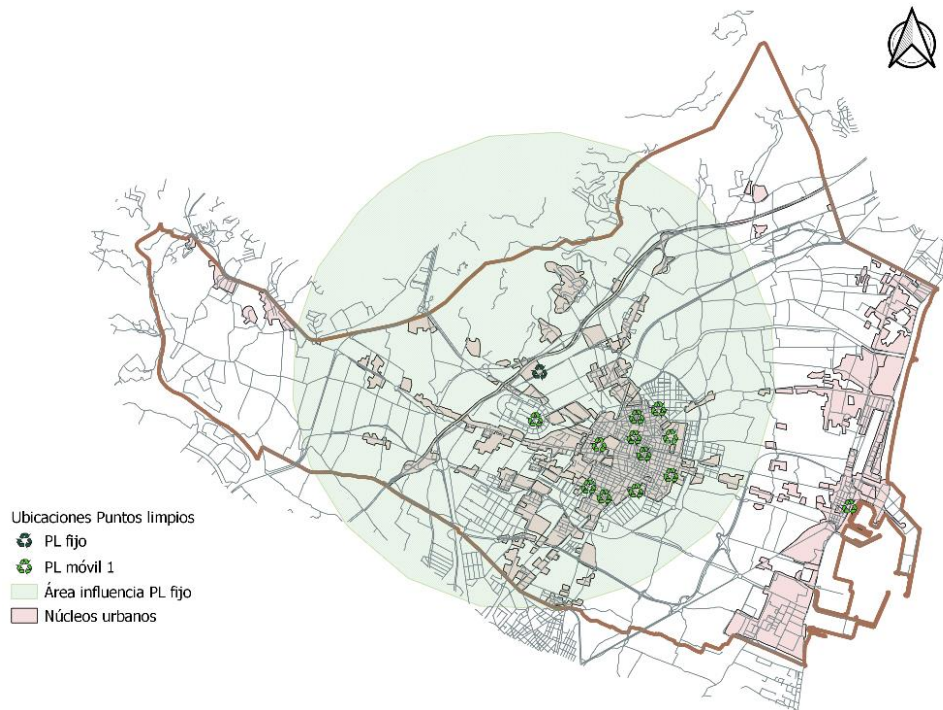 Ubicaciones Puntos limpios
PL fijo
PL móvil 1
Área influencia PL fijo
Núcleos urbanos